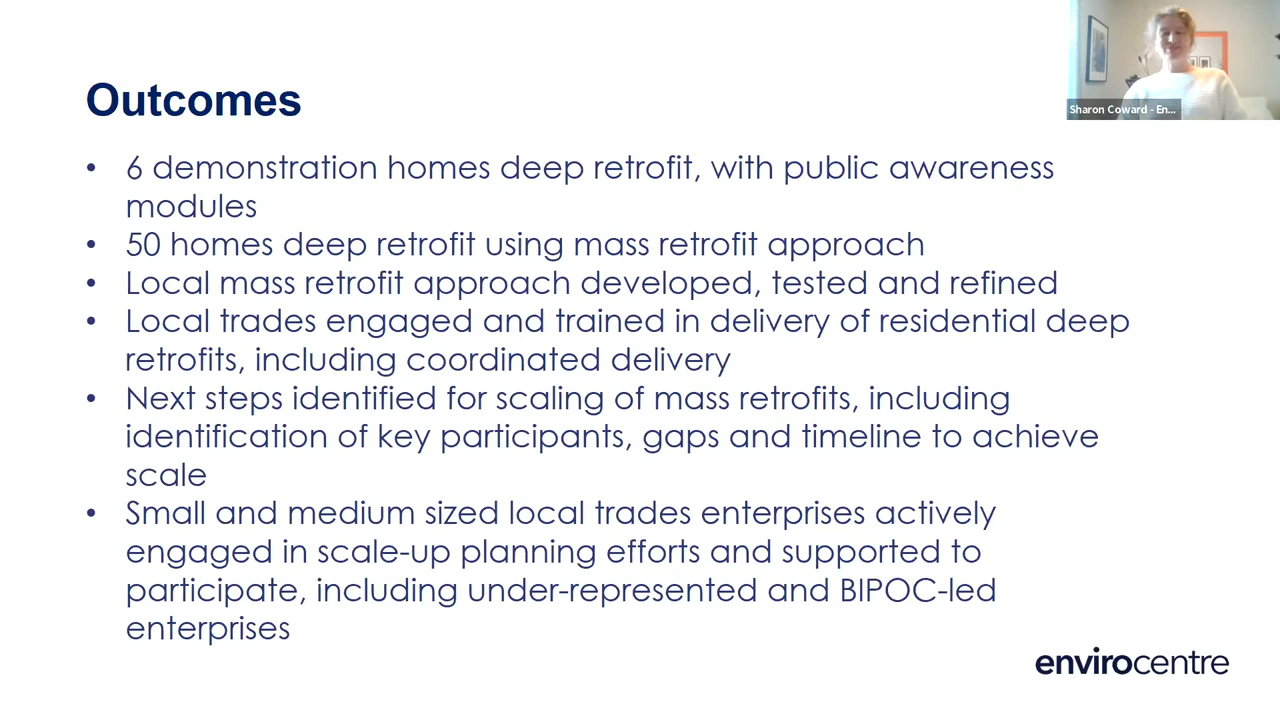 Outcomes
Sharon Coward - En...
• 6 demonstration homes deep retrofit, with public awareness
modules
• 50 homes deep retrofit using mass retrofit approach
• Local mass retrofit approach developed, tested and refined
• Local trades engaged and trained in delivery of residential deep
retrofits, including coordinated delivery
• Next steps identified for scaling of mass retrofits, including
identification of key participants, gaps and timeline to achieve
scale
• Small and medium sized local trades enterprises actively
engaged in scale-up planning efforts and supported to
participate, including under-represented and BIPOC-led
enterprises
envirocentre